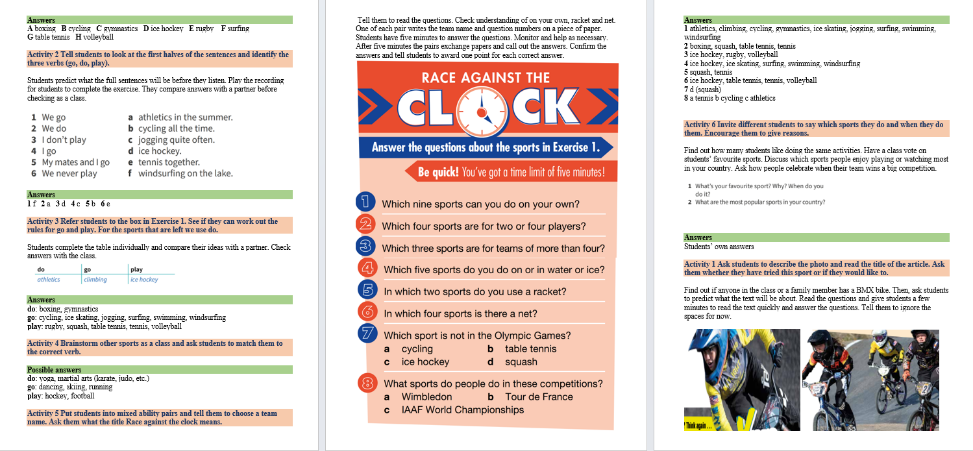 Answers
A boxing B cycling C gymnastics D ice hockey E rugby F surfing
G table tennis H volleyball
Activity 2 Tell students to look at the first halves of the sentences and identify the
three verbs (go, do, play).
Students predict what the full sentences will be before they listen. Play the recording
for students to complete the exercise. They compare answers with a partner before
checking as a class.
1 We go a athletics in the summer.
2 We do b cycling all the time.
3 I don't play c jogging quite often.
4 I go d ice hockey.
5 My mates and I go e tennis together.
6 We never play f windsurfing on the lake.
Answers
1 f 2 a 3 d 4 c 5 b 6 e
Activity 3 Refer students to the box in Exercise 1. See if they can work out the
rules for go and play. For the sports that are left we use do.
Students complete the table individually and compare their ideas with a partner. Check
answers with the class.
do go play
athletics climbing ice hockey
Answers
do: boxing, gymnastics
go: cycling, ice skating, jogging, surfing, swimming, windsurfing
play: rugby, squash, table tennis, tennis, volleyball
Activity 4 Brainstorm other sports as a class and ask students to match them to
the correct verb.
Possible answers
do: yoga, martial arts (karate, judo, etc.)
go: dancing, skiing, running
play: hockey, football
Activity 5 Put students into mixed ability pairs and tell them to choose a team
name. Ask them what the title Race against the clock means.
Tell them to read the questions. Check understanding of on your own, racket and net.
One of each pair writes the team name and question numbers on a piece of paper.
Students have five minutes to answer the questions. Monitor and help as necessary.
After five minutes the pairs exchange papers and call out the answers. Confirm the
answers and tell students to award one point for each correct answer.
RACE AGAINST THE
CLOCK
Answer the questions about the sports in Exercise 1.
Be quick! You've got a time limit of five minutes!
1 Which nine sports can you do on your own?
2 Which four sports are for two or four players?
3 Which three sports are for teams of more than four?
4 Which five sports do you do on or in water or ice?
5 In which two sports do you use a racket?
6 In which four sports is there a net?
7 Which sport is not in the Olympic Games?
a cycling b table tennis
c ice hockey d squash
8 What sports do people do in these competitions?
a Wimbledon b Tour de France
c IAAF World Championships
Answers
1 athletics, climbing, cycling, gymnastics, ice skating, jogging, surfing, swimming,
windsurfing
2 boxing, squash, table tennis, tennis
3 ice hockey, rugby, volleyball
4 ice hockey, ice skating, surfing, swimming, windsurfing
5 squash, tennis
6 ice hockey, table tennis, tennis, volleyball
7 d (squash)
8 a tennis b cycling c athletics
Activity 6 Invite different students to say which sports they do and when they do
them. Encourage them to give reasons.
Find out how many students like doing the same activities. Have a class vote on
students' favourite sports. Discuss which sports people enjoy playing or watching most
in your country. Ask how people celebrate when their team wins a big competition.
1 What's your favourite sport? Why? When do you
do it?
2 What are the most popular sports in your country?
Answers
Students' own answers
Activity 1 Ask students to describe the photo and read the title of the article. Ask
them whether they have tried this sport or if they would like to.
Find out if anyone in the class or a family member has a BMX bike. Then, ask students
to predict what the text will be about. Read the questions and give students a few
minutes to read the text quickly and answer the questions. Tell them to ignore the
spaces for now.
Think again ...